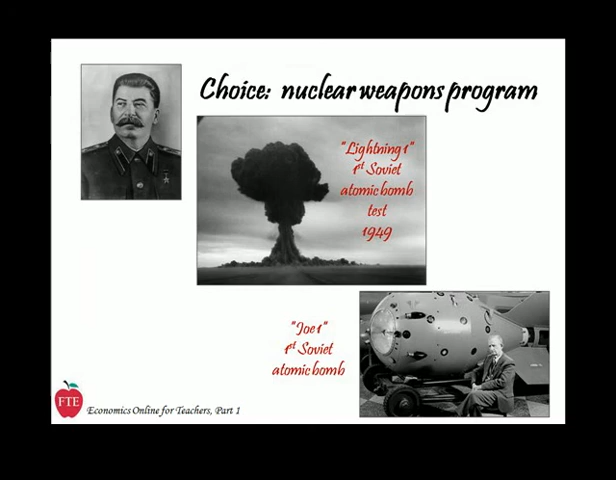 Choice: nuclear weapons program
"Lightning 1"
1st Soviet
atomic bomb
test
1949
"Joe 1"
1st Soviet
atomic bomb
FTE
Economics Online for Teachers, Part 1